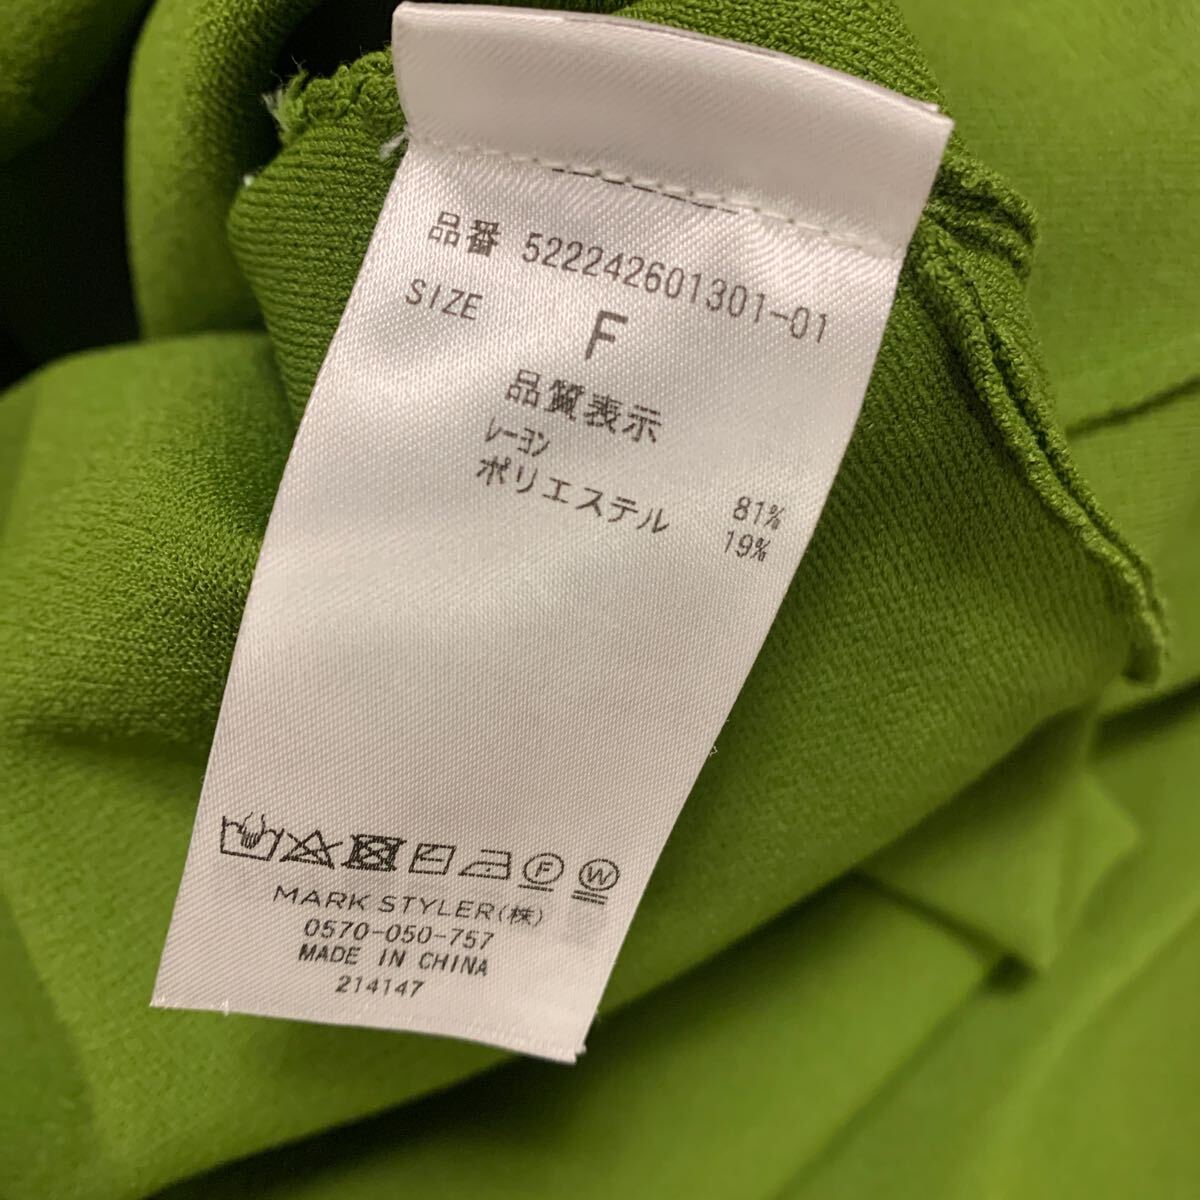 品番 522242601301-01
SIZE F
品質表示
レーヨン 81%
ポリエステル 19%
F W
MARK STYLER(株)
0570-050-757
MADE IN CHINA
214147